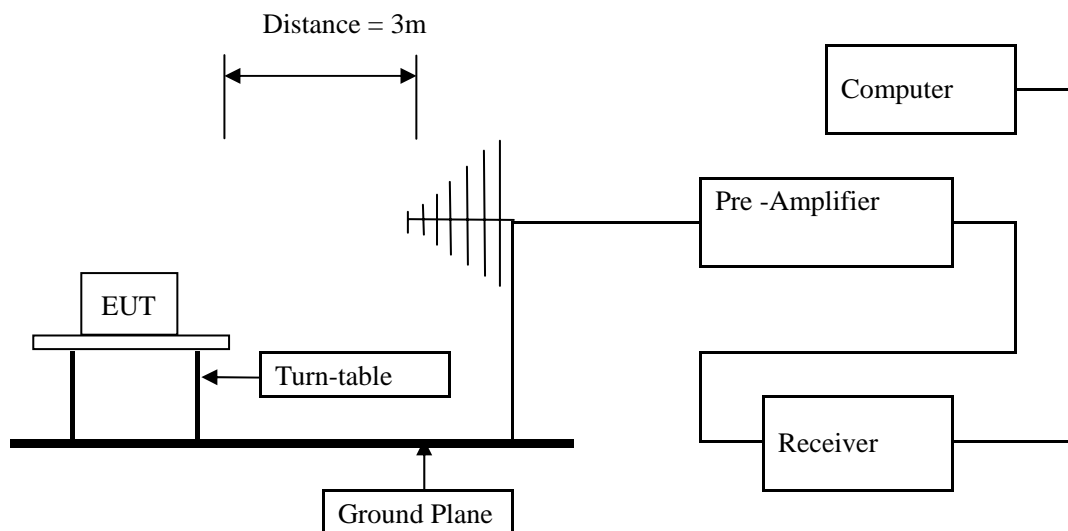 Distance = 3m
Computer
Pre -Amplifier
EUT
Turn-table
Receiver
Ground Plane